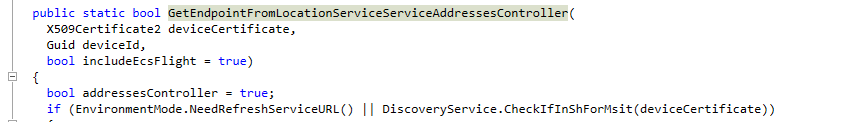 public static bool GetEndpointFromLocationServiceServiceAddressesController(
X509Certificate2 deviceCertificate,
Guid deviceId,
bool includeEcsFlight = true)
{
bool addressesController = true;
if (EnvironmentMode.NeedRefreshServiceURL() || DiscoveryService.CheckIfInShForMsit(deviceCertificate))